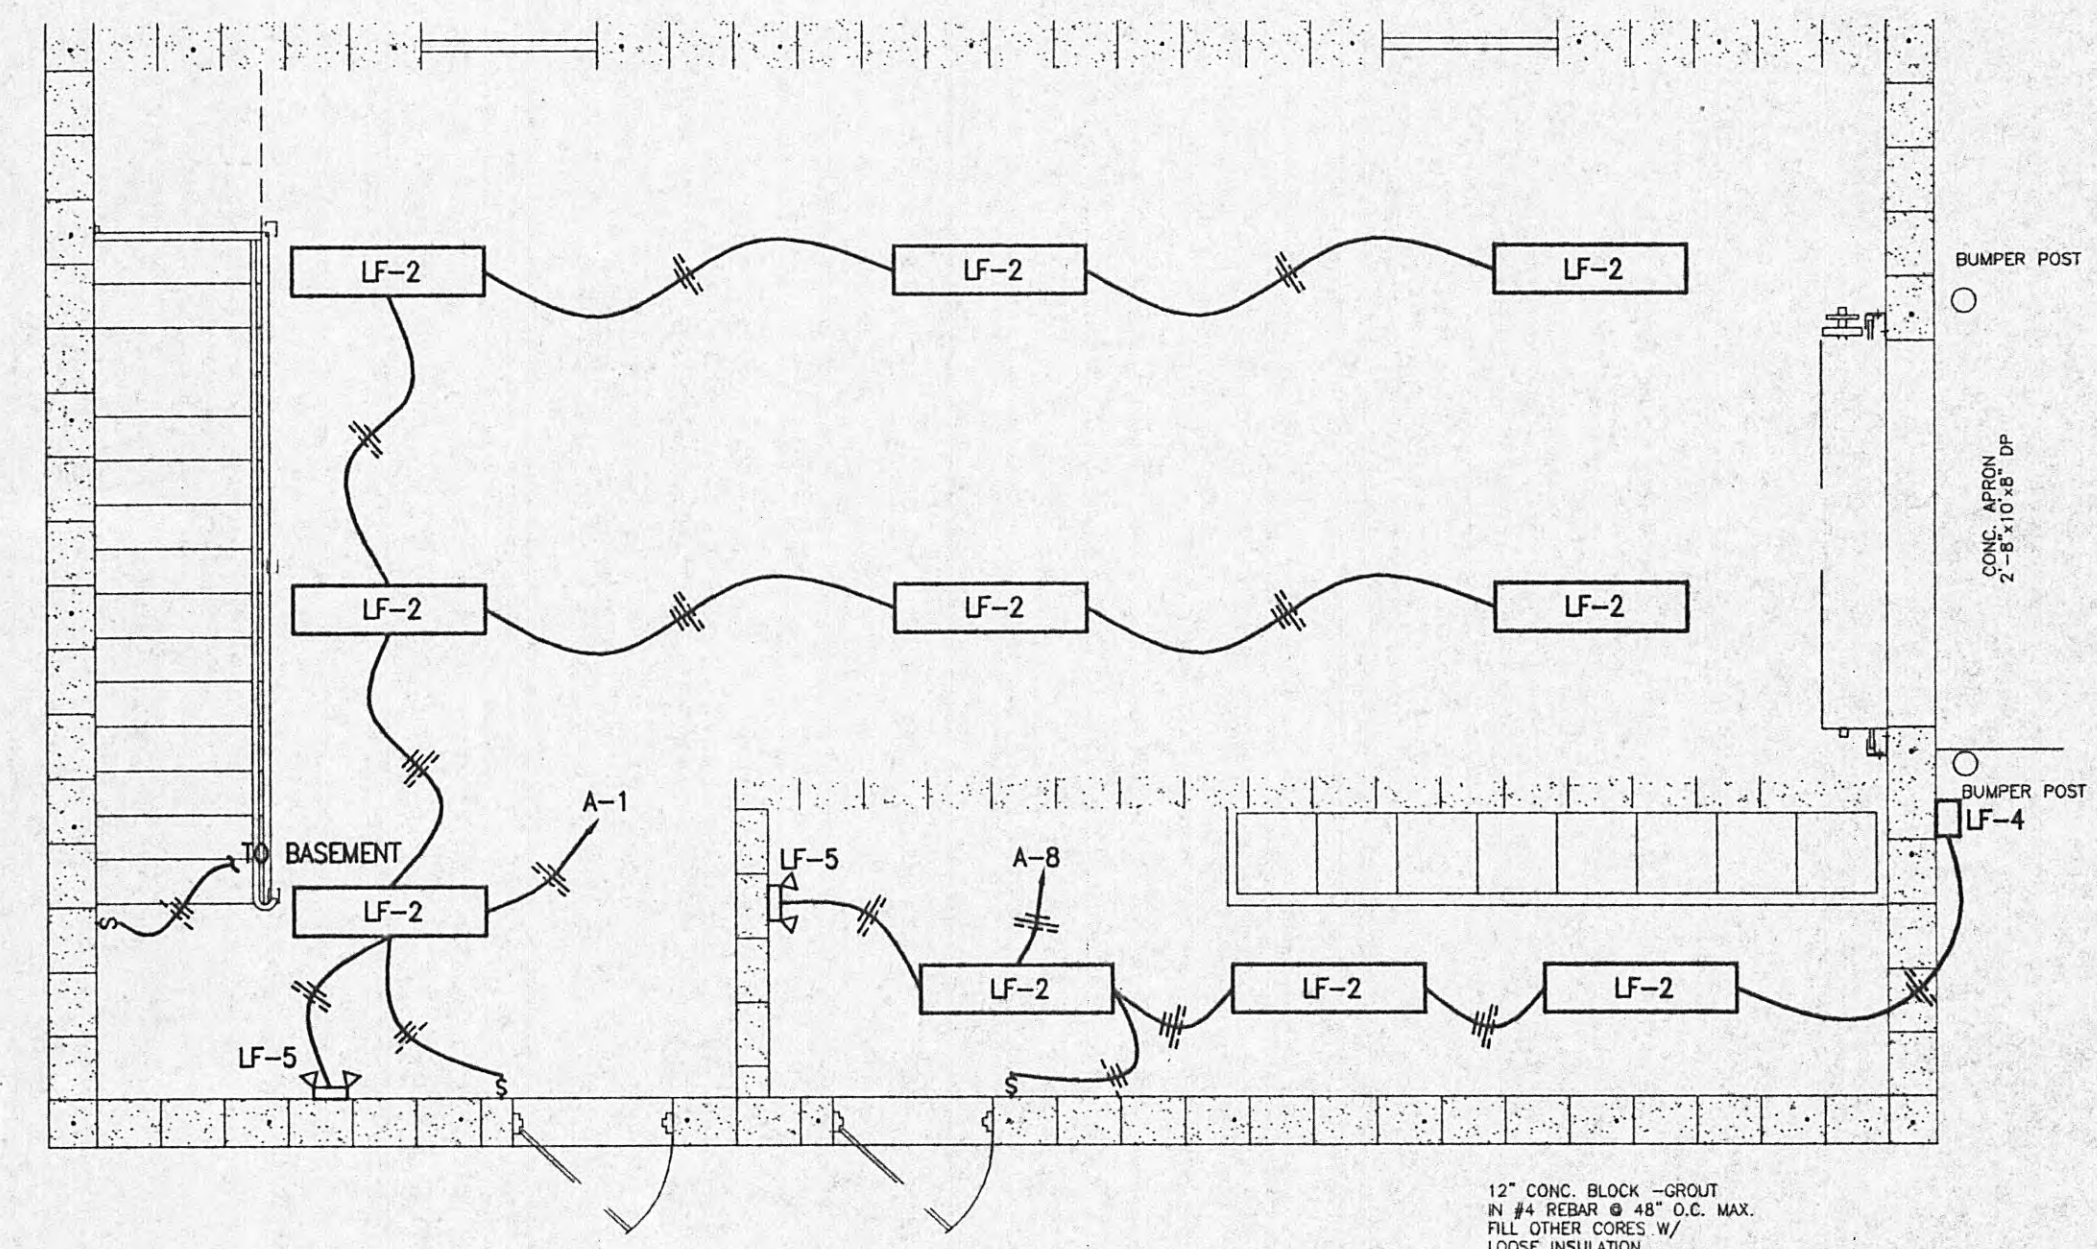 LF-2
LF-2
LF-2
BUMPER POST
CONC. APRON
2'-8"x10'x8" DP
LF-2
LF-2
LF-2
A-1
BUMPER POST
LF-4
TO BASEMENT
LF-5
A-8
LF-2
LF-2
LF-2
LF-2
LF-5
S
S
S
12" CONC. BLOCK -GROUT
IN #4 REBAR @ 48" O.C. MAX.
FILL OTHER CORES W/
LOOSE INSULATION